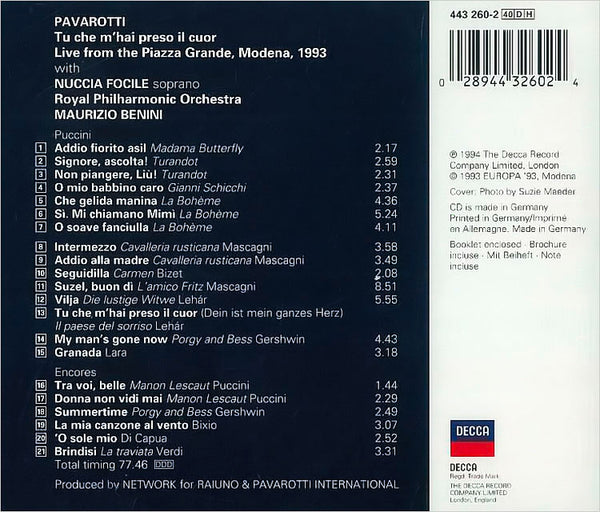 PAVAROTTI
Tu che m'hai preso il cuor
Live from the Piazza Grande, Modena, 1993
with
NUCCIA FOCILE soprano
Royal Philharmonic Orchestra
MAURIZIO BENINI
Puccini
1 Addio fiorito asil Madama Butterfly 2.17
2 Signore, ascolta! Turandot 2.59
3 Non piangere, Liù! Turandot 2.31
4 O mio babbino caro Gianni Schicchi 2.37
5 Che gelida manina La Bohème 4.36
6 Sì. Mi chiamano Mimì La Bohème 5.24
7 O soave fanciulla La Bohème 4.11
8 Intermezzo Cavalleria rusticana Mascagni 3.58
9 Addio alla madre Cavalleria rusticana Mascagni 3.49
10 Seguidilla Carmen Bizet 2.08
11 Suzel, buon dì L'amico Fritz Mascagni 8.51
12 Vilja Die lustige Witwe Lehár 5.55
13 Tu che m'hai preso il cuor (Dein ist mein ganzes Herz)
Il paese del sorriso Lehár
14 My man's gone now Porgy and Bess Gershwin 4.43
15 Granada Lara 3.18
Encores
16 Tra voi, belle Manon Lescaut Puccini 1.44
17 Donna non vidi mai Manon Lescaut Puccini 2.29
18 Summertime Porgy and Bess Gershwin 2.49
19 La mia canzone al vento Bixio 3.07
20 'O sole mio Di Capua 2.52
21 Brindisi La traviata Verdi 3.31
Total timing 77.46 DDD
Produced by NETWORK for RAIUNO & PAVAROTTI INTERNATIONAL
443 260-2 40 D H
0 28944 32602 4
℗ 1994 The Decca Record
Company Limited, London
© 1993 EUROPA '93, Modena
Cover: Photo by Suzie Maeder
CD is made in Germany
Printed in Germany/Imprimé
en Allemagne. Made in Germany
Booklet enclosed · Brochure
incluse · Mit Beiheft · Note
incluse
DECCA
DECCA
Regd. Trade Mark
THE DECCA RECORD
COMPANY LIMITED
London, England